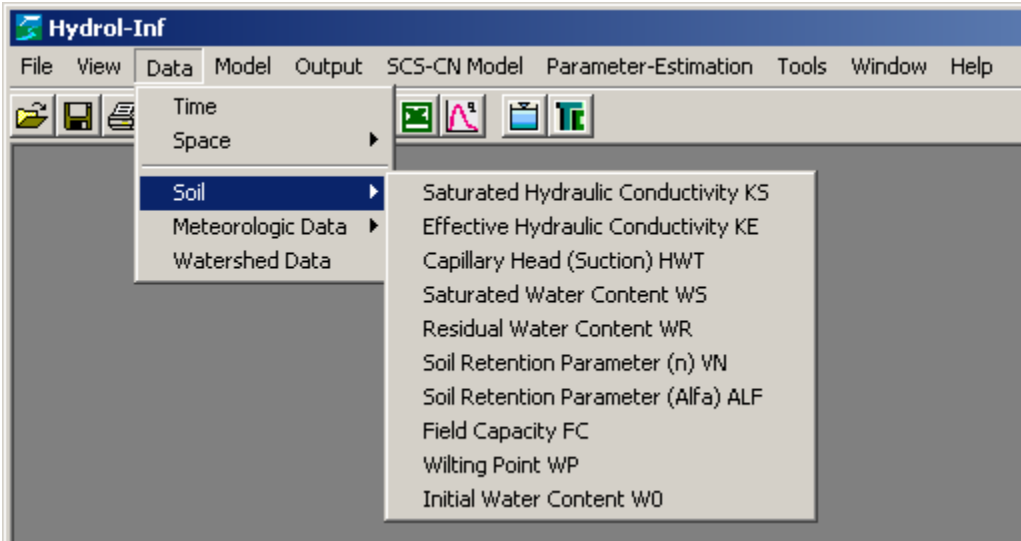 Hydrol-Inf
File View Data Model Output SCS-CN Model Parameter-Estimation Tools Window Help
Time
Space
Soil
Meteorologic Data
Watershed Data
Saturated Hydraulic Conductivity KS
Effective Hydraulic Conductivity KE
Capillary Head (Suction) HWT
Saturated Water Content WS
Residual Water Content WR
Soil Retention Parameter (n) VN
Soil Retention Parameter (Alfa) ALF
Field Capacity FC
Wilting Point WP
Initial Water Content W0